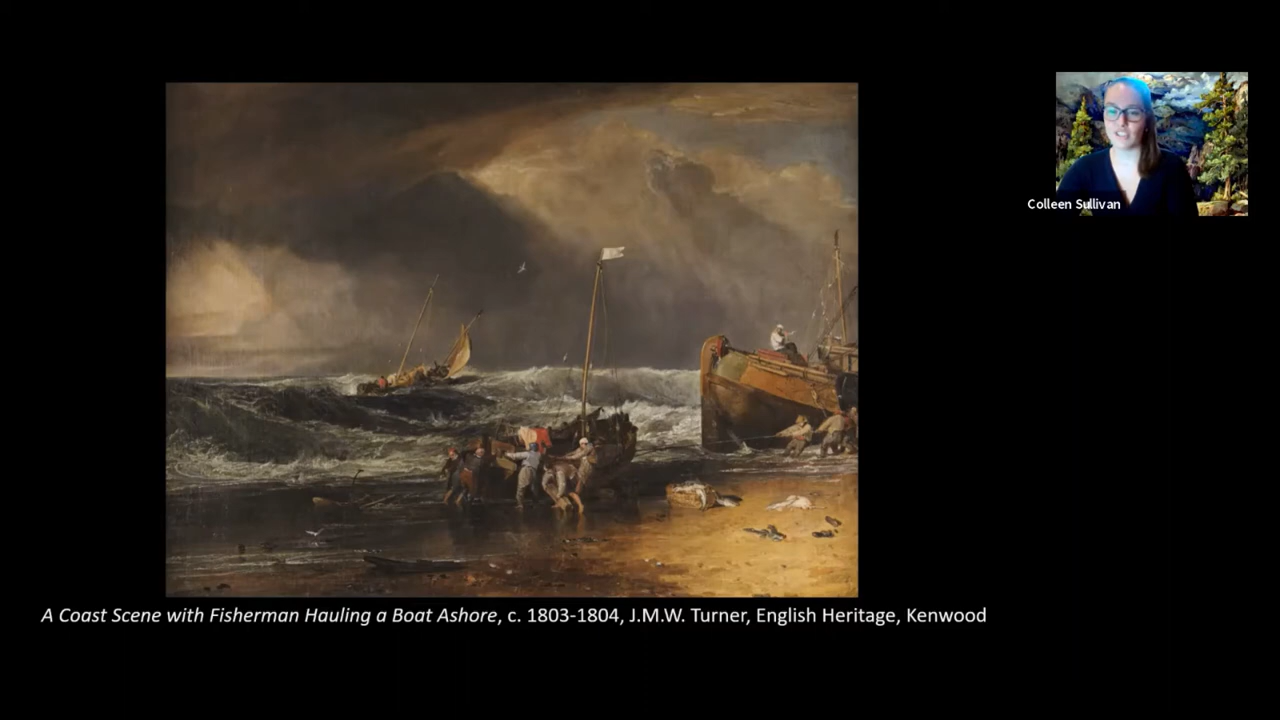 Colleen Sullivan
A Coast Scene with Fisherman Hauling a Boat Ashore, c. 1803-1804, J.M.W. Turner, English Heritage, Kenwood